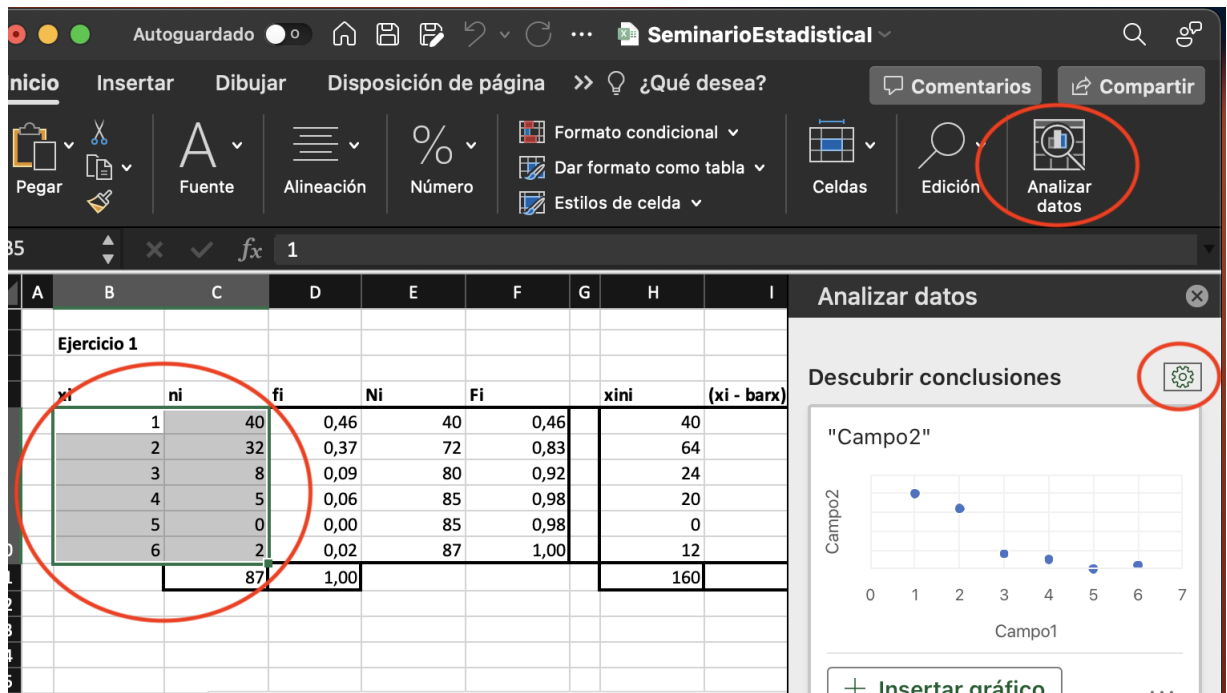 Autoguardado SeminarioEstadisticaI
Inicio Insertar Dibujar Disposición de página >> ¿Qué desea? Comentarios Compartir
Pegar Fuente Alineación Número Formato condicional Dar formato como tabla Estilos de celda Celdas Edición Analizar datos
fx 1
A B C D E F G H I
Analizar datos
Ejercicio 1
Descubrir conclusiones
xi ni fi Ni Fi xini (xi - barx)
1 40 0,46 40 0,46 40
2 32 0,37 72 0,83 64
3 8 0,09 80 0,92 24
4 5 0,06 85 0,98 20
5 0 0,00 85 0,98 0
6 2 0,02 87 1,00 12
87 1,00 160
"Campo2"
Campo2
0 1 2 3 4 5 6 7
Campo1
+ Insertar gráfico ...